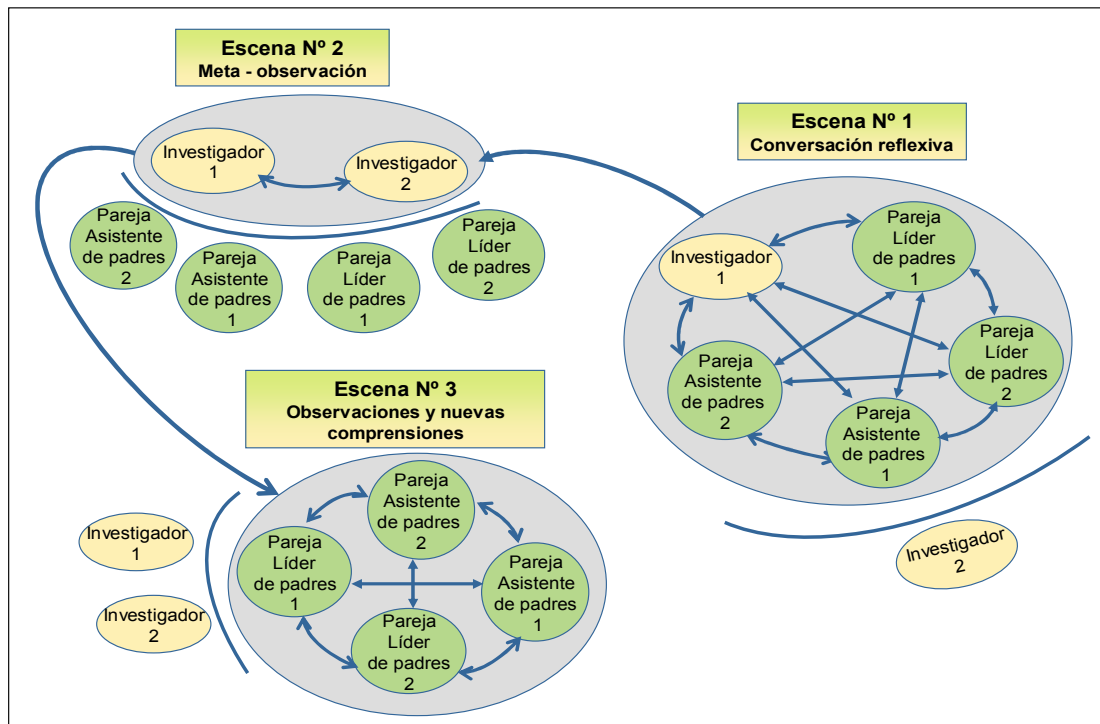 Escena Nº 2
Meta - observación
Investigador
1
Investigador
2
Pareja
Asistente
de padres
2
Pareja
Asistente
de padres
1
Pareja
Líder
de padres
1
Pareja
Líder
de padres
2
Escena Nº 1
Conversación reflexiva
Investigador
1
Pareja
Líder
de padres
1
Pareja
Líder
de padres
2
Pareja
Asistente
de padres
2
Pareja
Asistente
de padres
1
Investigador
2
Escena Nº 3
Observaciones y nuevas
comprensiones
Investigador
1
Investigador
2
Pareja
Asistente
de padres
2
Pareja
Líder
de padres
1
Pareja
Asistente
de padres
1
Pareja
Líder
de padres
2